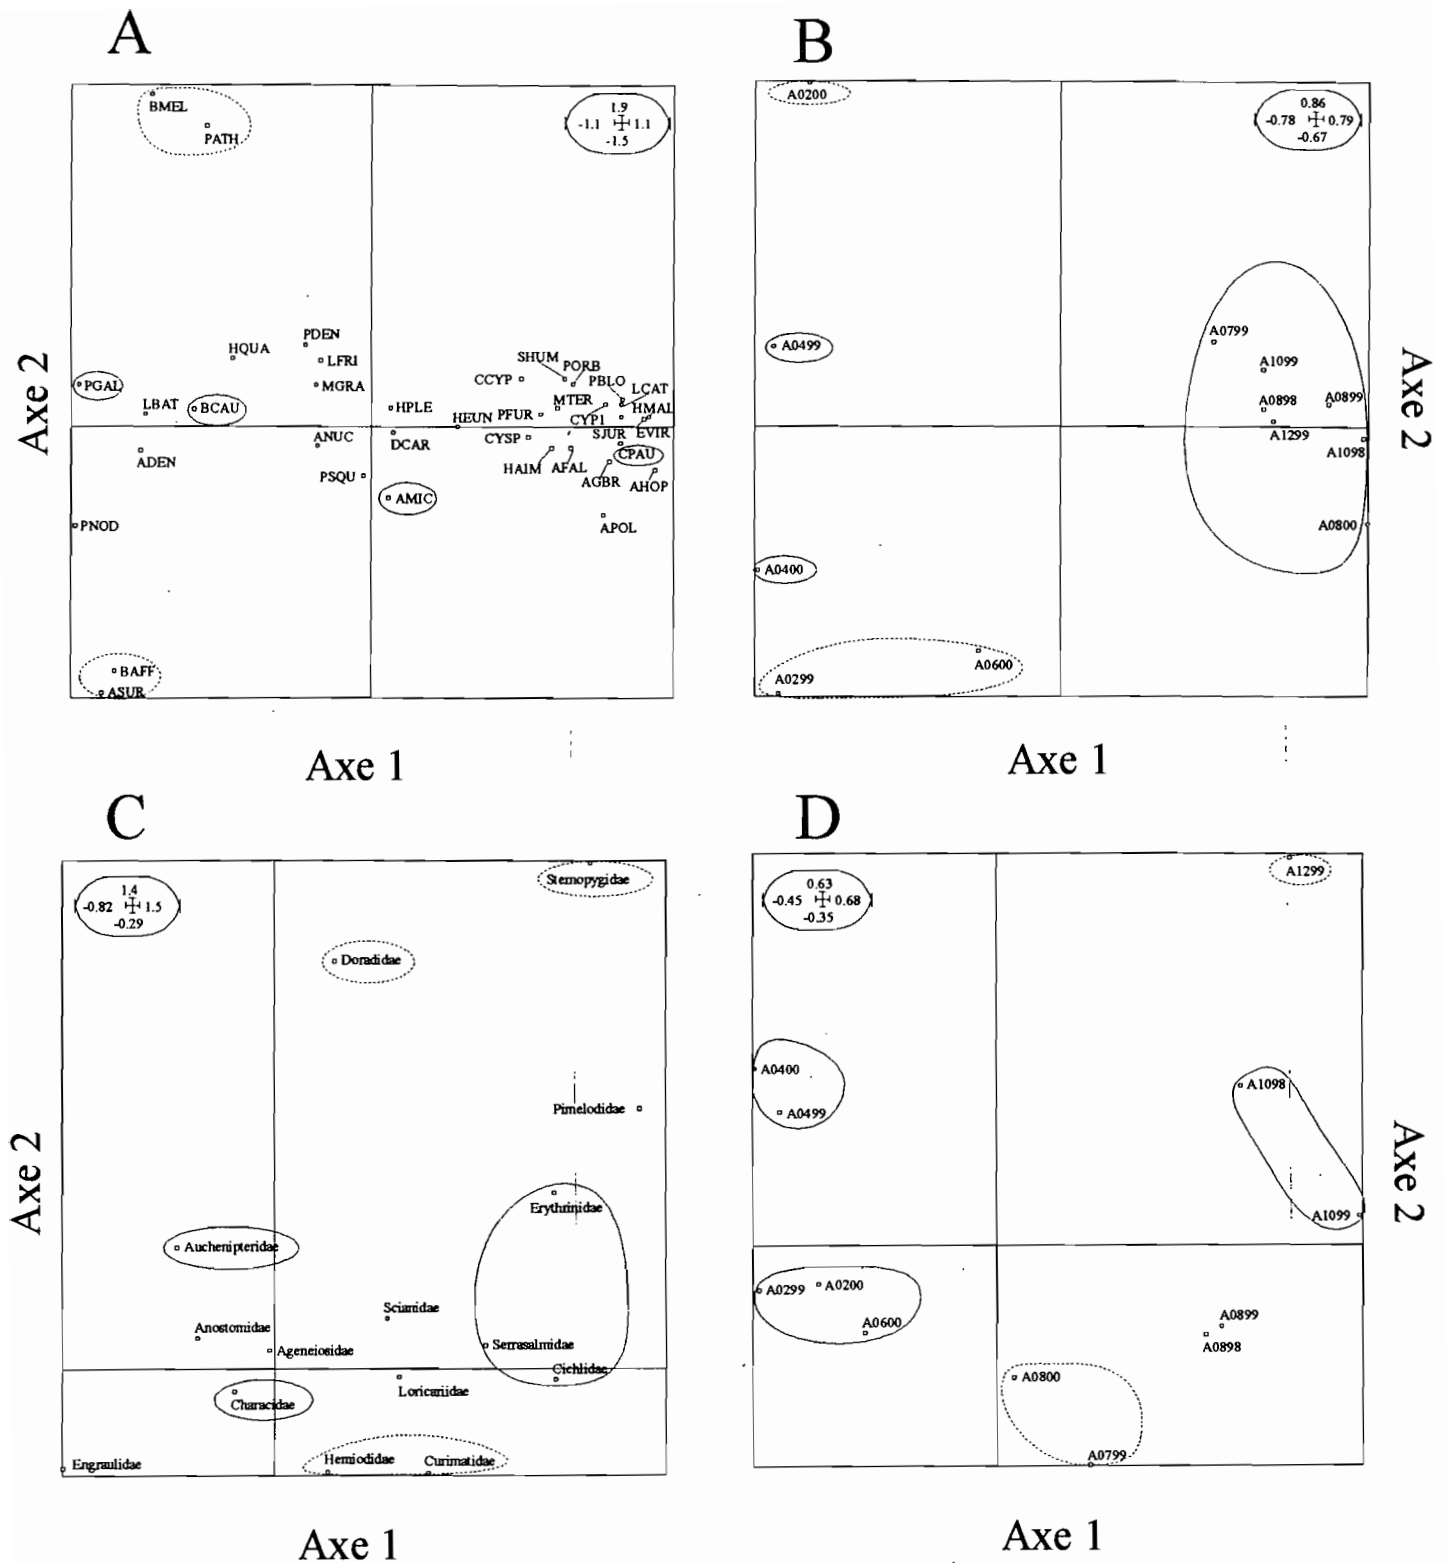 A
BMEL
PATH
1.9
-1.1 1.1
-1.5
PDEN
HQUA
LFRI
SHUM
PORB
CCYP
PBLO
LCAT
PGAL
MGRA
LBAT
BCAU
HPLE
MTER
HMAL
HEUN
PFUR
CYP1
EVIR
ANUC
DCAR
CYSP
SJUR
CPAU
ADEN
PSQU
HAIM
AFAL
AGBR
AHOP
AMIC
PNOD
APOL
BAFF
ASUR
Axe 2
Axe 1
B
A0200
0.86
-0.78 0.79
-0.67
A0799
A0499
A1099
A0898
A0899
A1299
A1098
A0800
A0400
A0600
A0299
Axe 2
Axe 1
C
1.4
-0.82 1.5
-0.29
Sternopygidae
Doradidae
Pimelodidae
Erythrinidae
Auchenipteridae
Scianidae
Anostomidae
Ageneiosidae
Serrasalmidae
Cichlidae
Loricariidae
Characidae
Hemiodidae
Curimatidae
Engraulidae
Axe 2
Axe 1
D
0.63
-0.45 0.68
-0.35
A1299
A0400
A1098
A0499
A1099
A0299
A0200
A0600
A0899
A0898
A0800
A0799
Axe 2
Axe 1